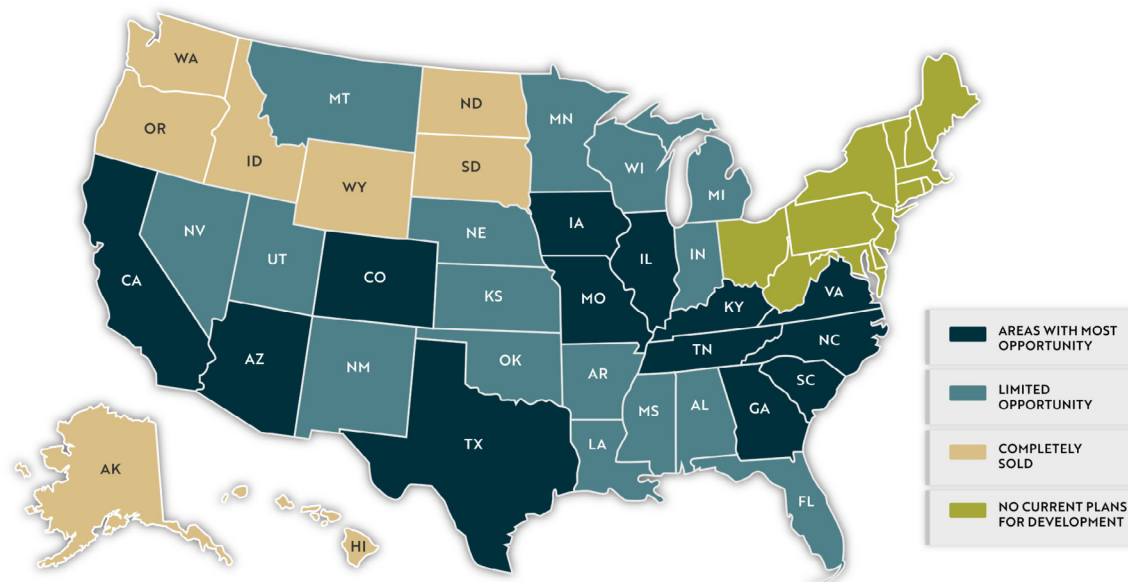 WA
MT
ND
MN
OR
ID
WY
SD
WI
MI
NV
UT
CA
CO
NE
IA
IL
IN
KS
MO
KY
VA
AZ
NM
OK
AR
TN
NC
SC
TX
LA
MS
AL
GA
FL
AK
HI
AREAS WITH MOST
OPPORTUNITY
LIMITED
OPPORTUNITY
COMPLETELY
SOLD
NO CURRENT PLANS
FOR DEVELOPMENT